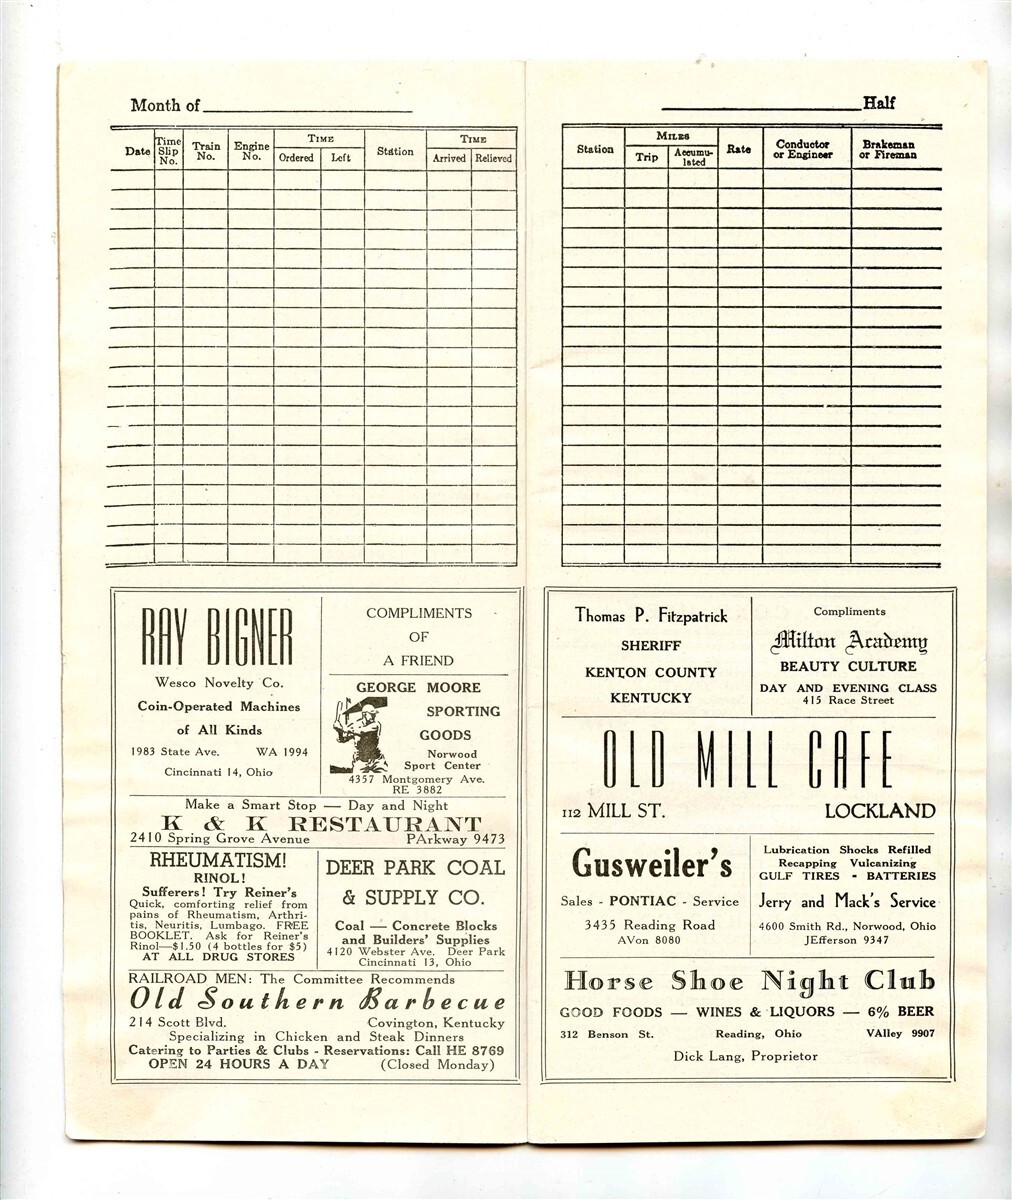 Month of
Date
Time Slip No.
Train No.
Engine No.
TIME
Ordered
Left
Station
TIME
Arrived
Relieved
Half
Station
MILES
Trip
Accumu-
lated
Rate
Conductor
or Engineer
Brakeman
or Fireman
RAY BIGNER
Wesco Novelty Co.
Coin-Operated Machines
of All Kinds
1983 State Ave. WA 1994
Cincinnati 14, Ohio
COMPLIMENTS
OF
A FRIEND
GEORGE MOORE
SPORTING
GOODS
Norwood
Sport Center
4357 Montgomery Ave.
RE 3882
Make a Smart Stop — Day and Night
K & K RESTAURANT
2410 Spring Grove Avenue PArkway 9473
RHEUMATISM!
RINOL!
Sufferers! Try Reiner's
Quick, comforting relief from
pains of Rheumatism, Arthri-
tis, Neuritis, Lumbago. FREE
BOOKLET. Ask for Reiner's
Rinol—$1.50 (4 bottles for $5)
AT ALL DRUG STORES
DEER PARK COAL
& SUPPLY CO.
Coal — Concrete Blocks
and Builders' Supplies
4120 Webster Ave. Deer Park
Cincinnati 13, Ohio
RAILROAD MEN: The Committee Recommends
Old Southern Barbecue
214 Scott Blvd. Covington, Kentucky
Specializing in Chicken and Steak Dinners
Catering to Parties & Clubs - Reservations: Call HE 8769
OPEN 24 HOURS A DAY (Closed Monday)
Thomas P. Fitzpatrick
SHERIFF
KENTON COUNTY
KENTUCKY
Compliments
Milton Academy
BEAUTY CULTURE
DAY AND EVENING CLASS
415 Race Street
OLD MILL CAFE
112 MILL ST. LOCKLAND
Gusweiler's
Sales - PONTIAC - Service
3435 Reading Road
AVon 8080
Lubrication Shocks Refilled
Recapping Vulcanizing
GULF TIRES - BATTERIES
Jerry and Mack's Service
4600 Smith Rd., Norwood, Ohio
JEfferson 9347
Horse Shoe Night Club
GOOD FOODS — WINES & LIQUORS — 6% BEER
312 Benson St. Reading, Ohio VAlley 9907
Dick Lang, Proprietor